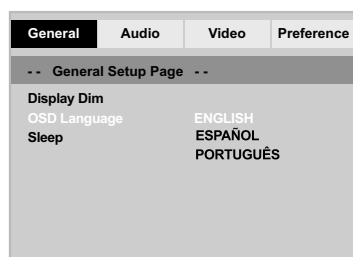 General Audio Video Preference
- - General Setup Page - -
Display Dim
OSD Language ENGLISH
Sleep ESPAÑOL
PORTUGUÊS